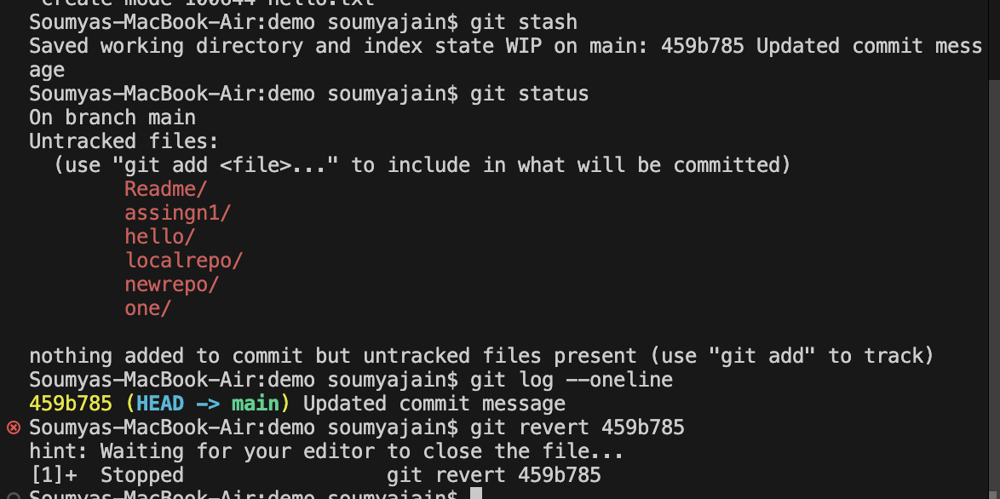 create mode 100644 hello.txt
Soumyas-MacBook-Air:demo soumyajain$ git stash
Saved working directory and index state WIP on main: 459b785 Updated commit mess
age
Soumyas-MacBook-Air:demo soumyajain$ git status
On branch main
Untracked files:
  (use "git add <file>..." to include in what will be committed)
        Readme/
        assingn1/
        hello/
        localrepo/
        newrepo/
        one/

nothing added to commit but untracked files present (use "git add" to track)
Soumyas-MacBook-Air:demo soumyajain$ git log --oneline
459b785 (HEAD -> main) Updated commit message
Soumyas-MacBook-Air:demo soumyajain$ git revert 459b785
hint: Waiting for your editor to close the file...
[1]+  Stopped                 git revert 459b785
Soumyas-MacBook-Air:demo soumyajain$